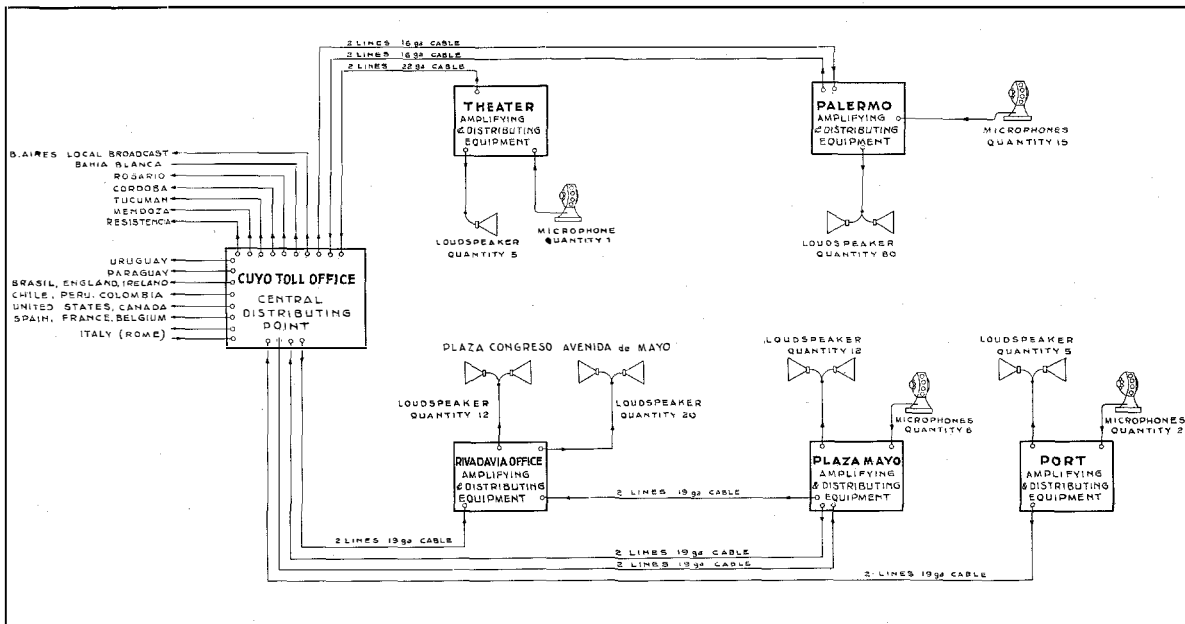 2 LINES 16 ga CABLE
2 LINES 16 ga CABLE
2 LINES 22 ga CABLE
THEATER
AMPLIFYING
& DISTRIBUTING
EQUIPMENT
PALERMO
AMPLIFYING
& DISTRIBUTING
EQUIPMENT
MICROPHONES
QUANTITY 15
LOUDSPEAKER
QUANTITY 5
MICROPHONE
QUANTITY 1
LOUDSPEAKER
QUANTITY 80
B.AIRES LOCAL BROADCAST
BAHIA BLANCA
ROSARIO
CORDOBA
TUCUMAN
MENDOZA
RESISTENCIA
URUGUAY
PARAGUAY
BRASIL, ENGLAND, IRELAND
CHILE, PERU, COLOMBIA
UNITED STATES, CANADA
SPAIN, FRANCE, BELGIUM
ITALY (ROME)
CUYO TOLL OFFICE
CENTRAL
DISTRIBUTING
POINT
PLAZA CONGRESO AVENIDA de MAYO
LOUDSPEAKER
QUANTITY 12
LOUDSPEAKER
QUANTITY 20
LOUDSPEAKER
QUANTITY 12
MICROPHONES
QUANTITY 6
LOUDSPEAKER
QUANTITY 5
MICROPHONES
QUANTITY 2
RIVADAVIA OFFICE
AMPLIFYING
& DISTRIBUTING
EQUIPMENT
PLAZA MAYO
AMPLIFYING
& DISTRIBUTING
EQUIPMENT
PORT
AMPLIFYING
& DISTRIBUTING
EQUIPMENT
2 LINES 19 ga CABLE
2 LINES 19 ga CABLE
2 LINES 19 ga CABLE
2 LINES 19 ga CABLE
2 - LINES 19 ga CABLE